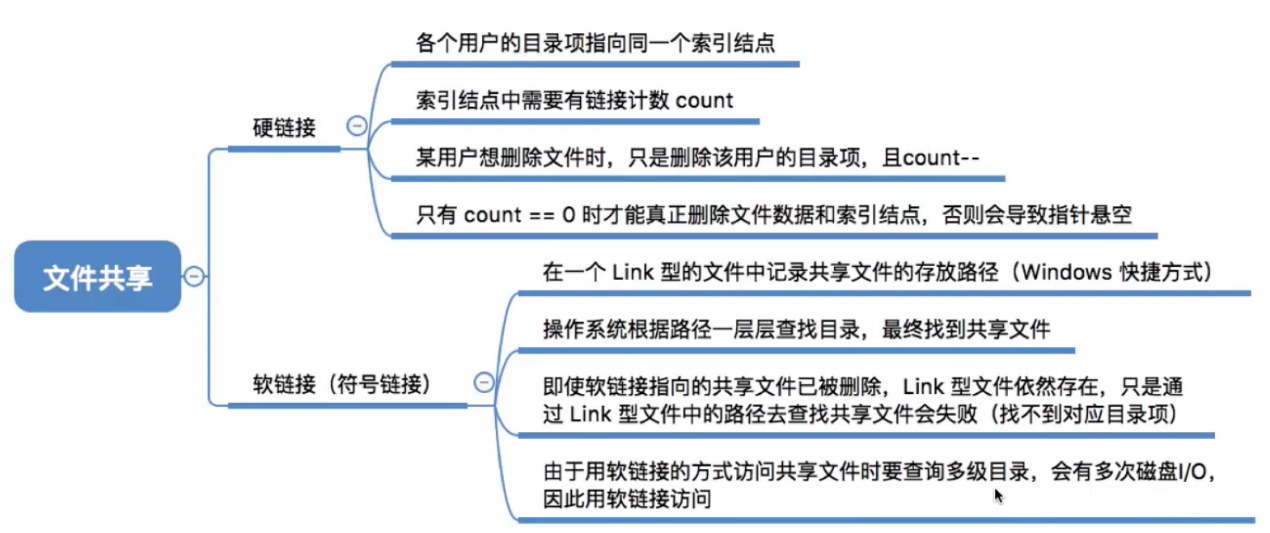 文件共享
硬链接
各个用户的目录项指向同一个索引结点
索引结点中需要有链接计数 count
某用户想删除文件时，只是删除该用户的目录项，且count--
只有 count == 0 时才能真正删除文件数据和索引结点，否则会导致指针悬空
软链接（符号链接）
在一个 Link 型的文件中记录共享文件的存放路径（Windows 快捷方式）
操作系统根据路径一层层查找目录，最终找到共享文件
即使软链接指向的共享文件已被删除，Link 型文件依然存在，只是通
过 Link 型文件中的路径去查找共享文件会失败（找不到对应目录项）
由于用软链接的方式访问共享文件时要查询多级目录，会有多次磁盘I/O，
因此用软链接访问